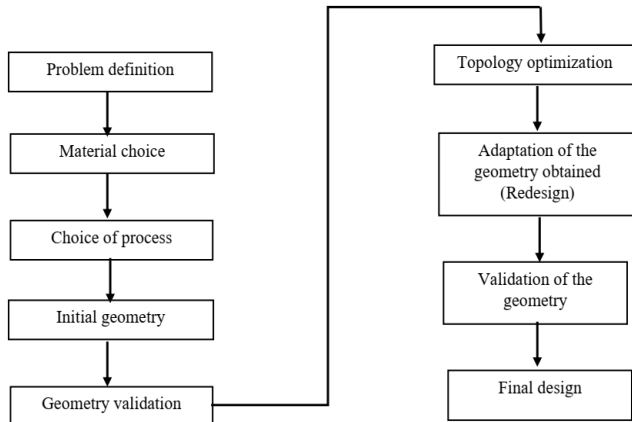 Problem definition
Material choice
Choice of process
Initial geometry
Geometry validation
Topology optimization
Adaptation of the
geometry obtained
(Redesign)
Validation of the
geometry
Final design